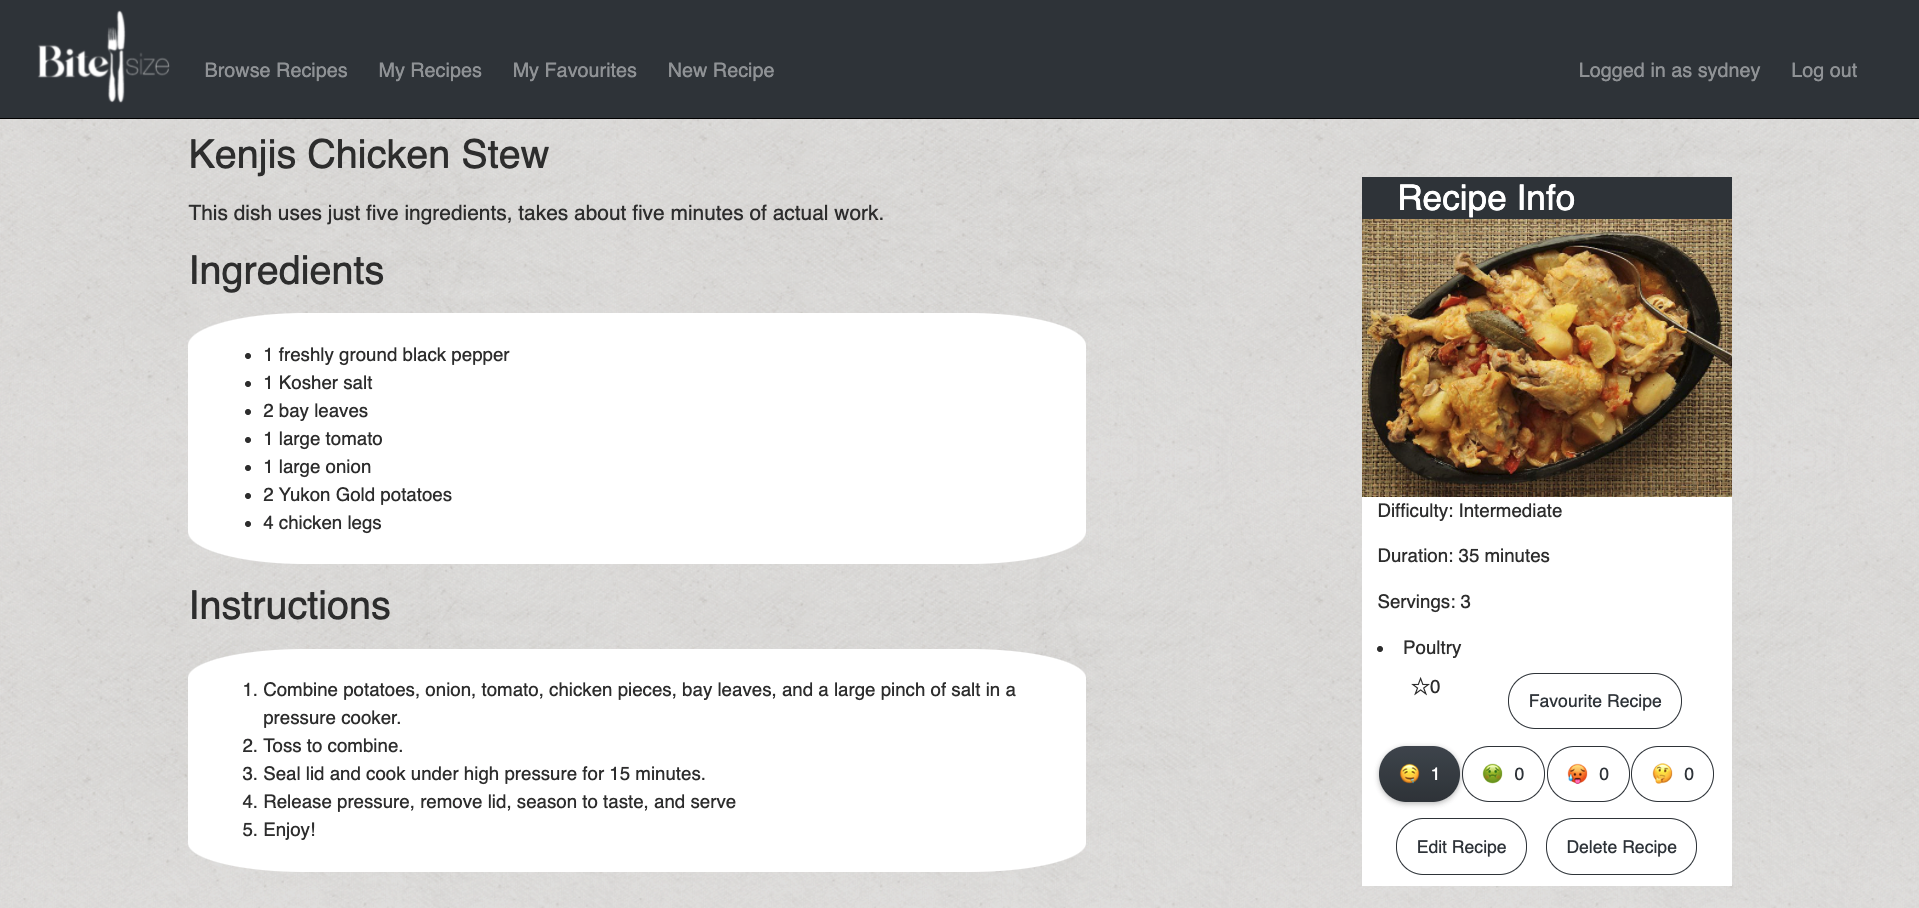 Bite size
Browse Recipes
My Recipes
My Favourites
New Recipe
Logged in as sydney
Log out
Kenjis Chicken Stew
This dish uses just five ingredients, takes about five minutes of actual work.
Ingredients
• 1 freshly ground black pepper
• 1 Kosher salt
• 2 bay leaves
• 1 large tomato
• 1 large onion
• 2 Yukon Gold potatoes
• 4 chicken legs
Instructions
1. Combine potatoes, onion, tomato, chicken pieces, bay leaves, and a large pinch of salt in a
pressure cooker.
2. Toss to combine.
3. Seal lid and cook under high pressure for 15 minutes.
4. Release pressure, remove lid, season to taste, and serve
5. Enjoy!
Recipe Info
Difficulty: Intermediate
Duration: 35 minutes
Servings: 3
• Poultry
☆0
Favourite Recipe
🤤 1
🤢 0
🥵 0
🤔 0
Edit Recipe
Delete Recipe